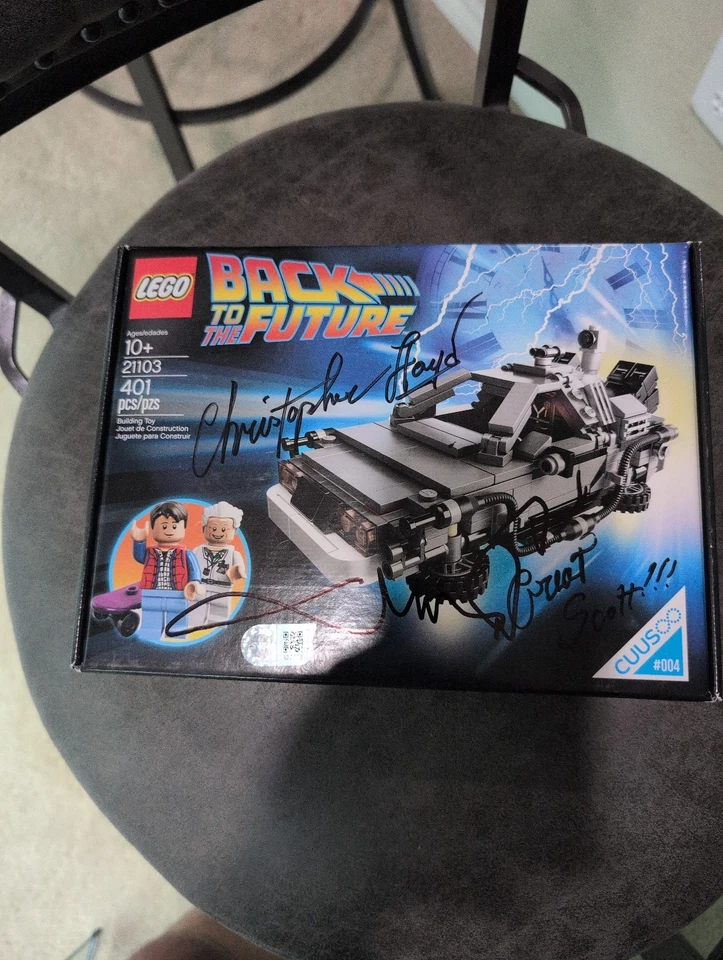 LEGO
BACK
TO THE FUTURE
Ages/edades
10+
21103
401
pcs/pzs
Building Toy
Jouet de Construction
Juguete para Construir
Christopher Lloyd
Great
Scott!!!
CUUSOO
#004